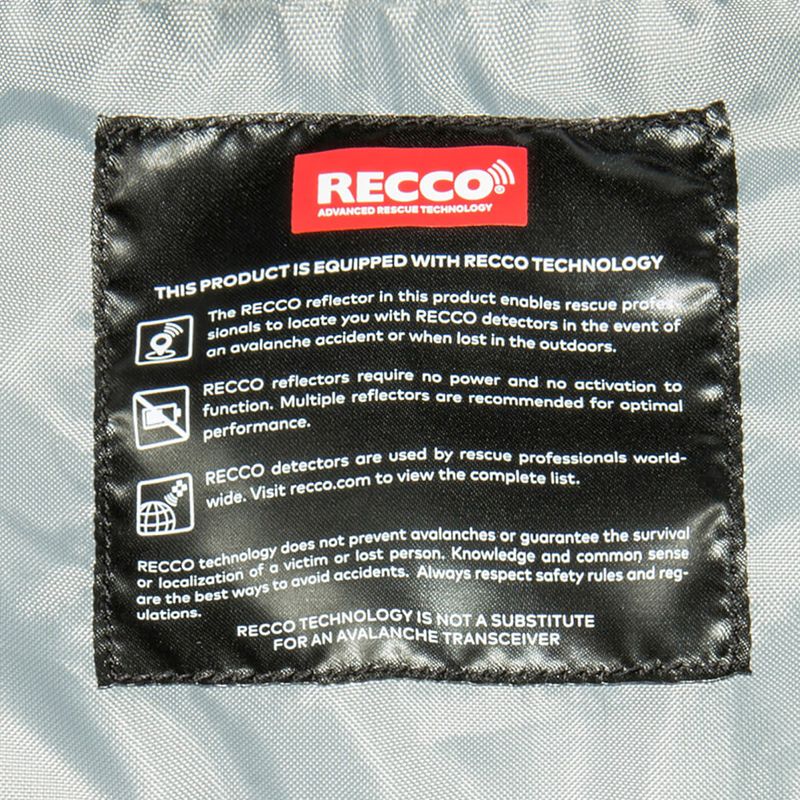 RECCO®
ADVANCED RESCUE TECHNOLOGY
THIS PRODUCT IS EQUIPPED WITH RECCO TECHNOLOGY
The RECCO reflector in this product enables rescue profes-
sionals to locate you with RECCO detectors in the event of
an avalanche accident or when lost in the outdoors.
RECCO reflectors require no power and no activation to
function. Multiple reflectors are recommended for optimal
performance.
RECCO detectors are used by rescue professionals world-
wide. Visit recco.com to view the complete list.
RECCO technology does not prevent avalanches or guarantee the survival
or localization of a victim or lost person. Knowledge and common sense
are the best ways to avoid accidents. Always respect safety rules and reg-
ulations.
RECCO TECHNOLOGY IS NOT A SUBSTITUTE
FOR AN AVALANCHE TRANSCEIVER